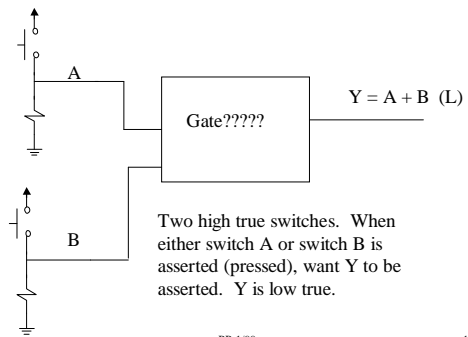 A
Y = A + B (L)
Gate?????
B
Two high true switches. When
either switch A or switch B is
asserted (pressed), want Y to be
asserted. Y is low true.